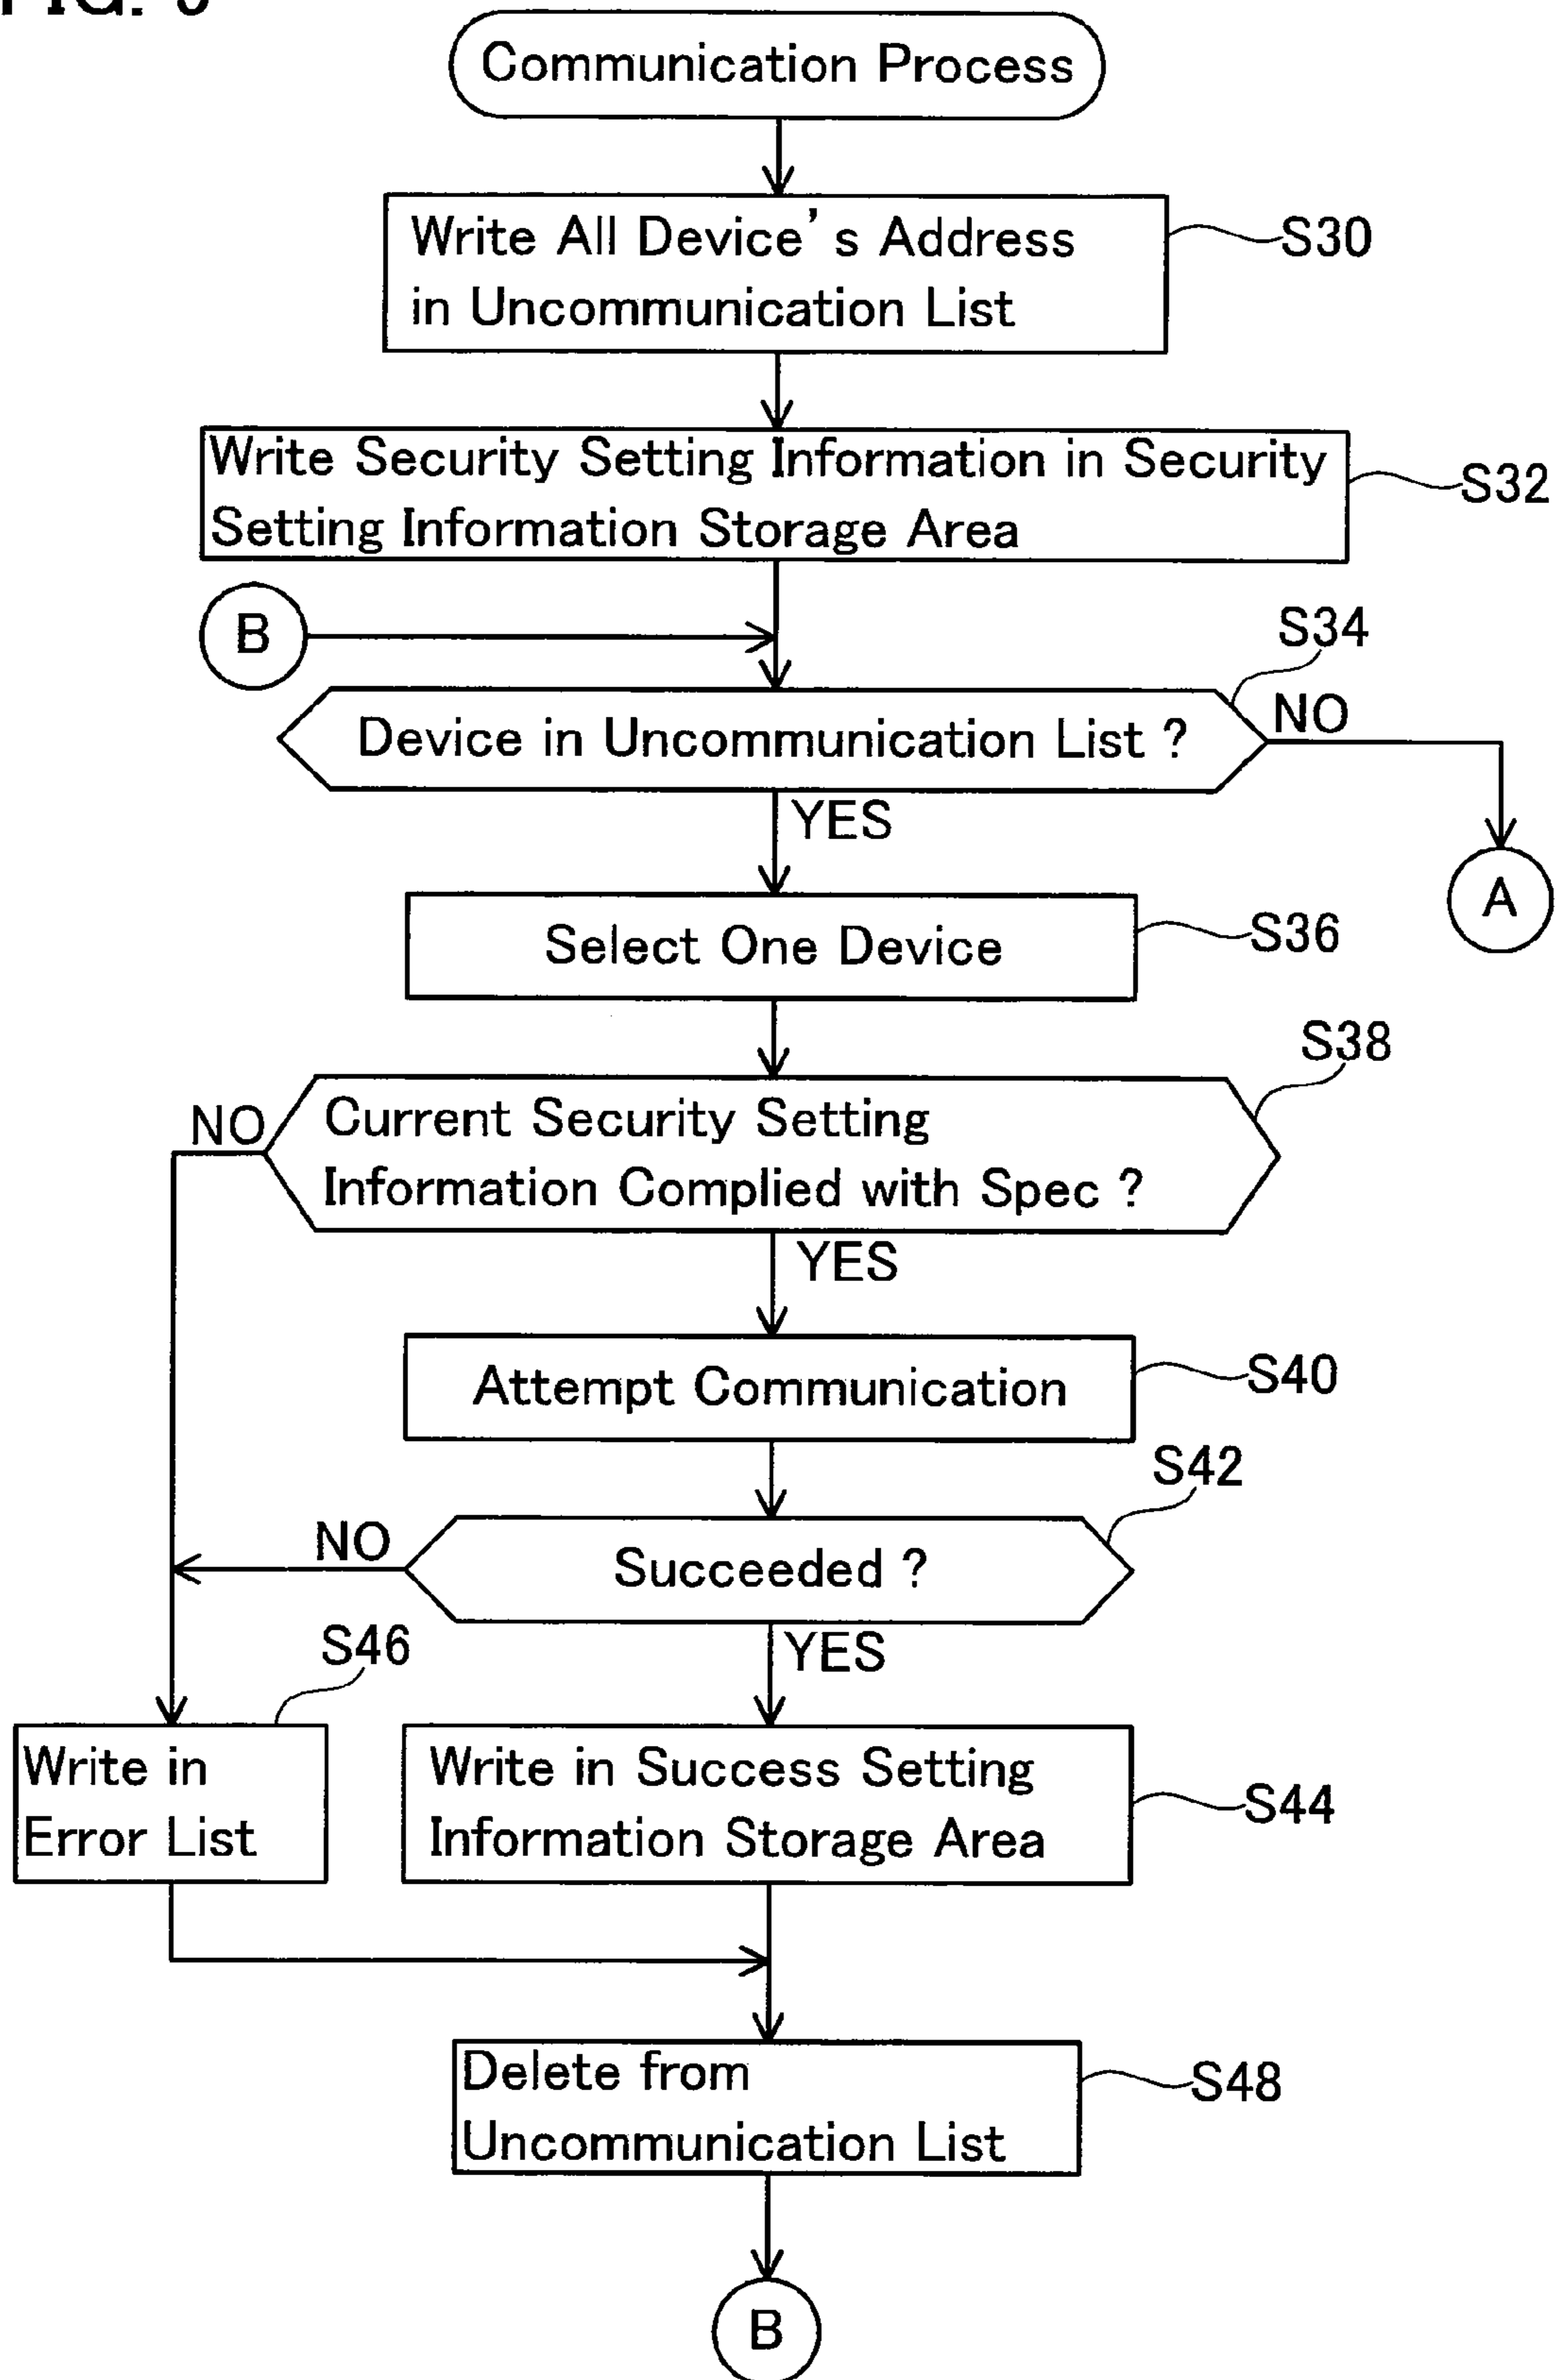 Communication Process
Write All Device's Address
in Uncommunication List
S30
Write Security Setting Information in Security
Setting Information Storage Area
S32
B
S34
Device in Uncommunication List ?
NO
YES
A
Select One Device
S36
S38
NO
Current Security Setting
Information Complied with Spec ?
YES
Attempt Communication
S40
S42
NO
Succeeded ?
YES
S46
Write in
Error List
Write in Success Setting
Information Storage Area
S44
Delete from
Uncommunication List
S48
B